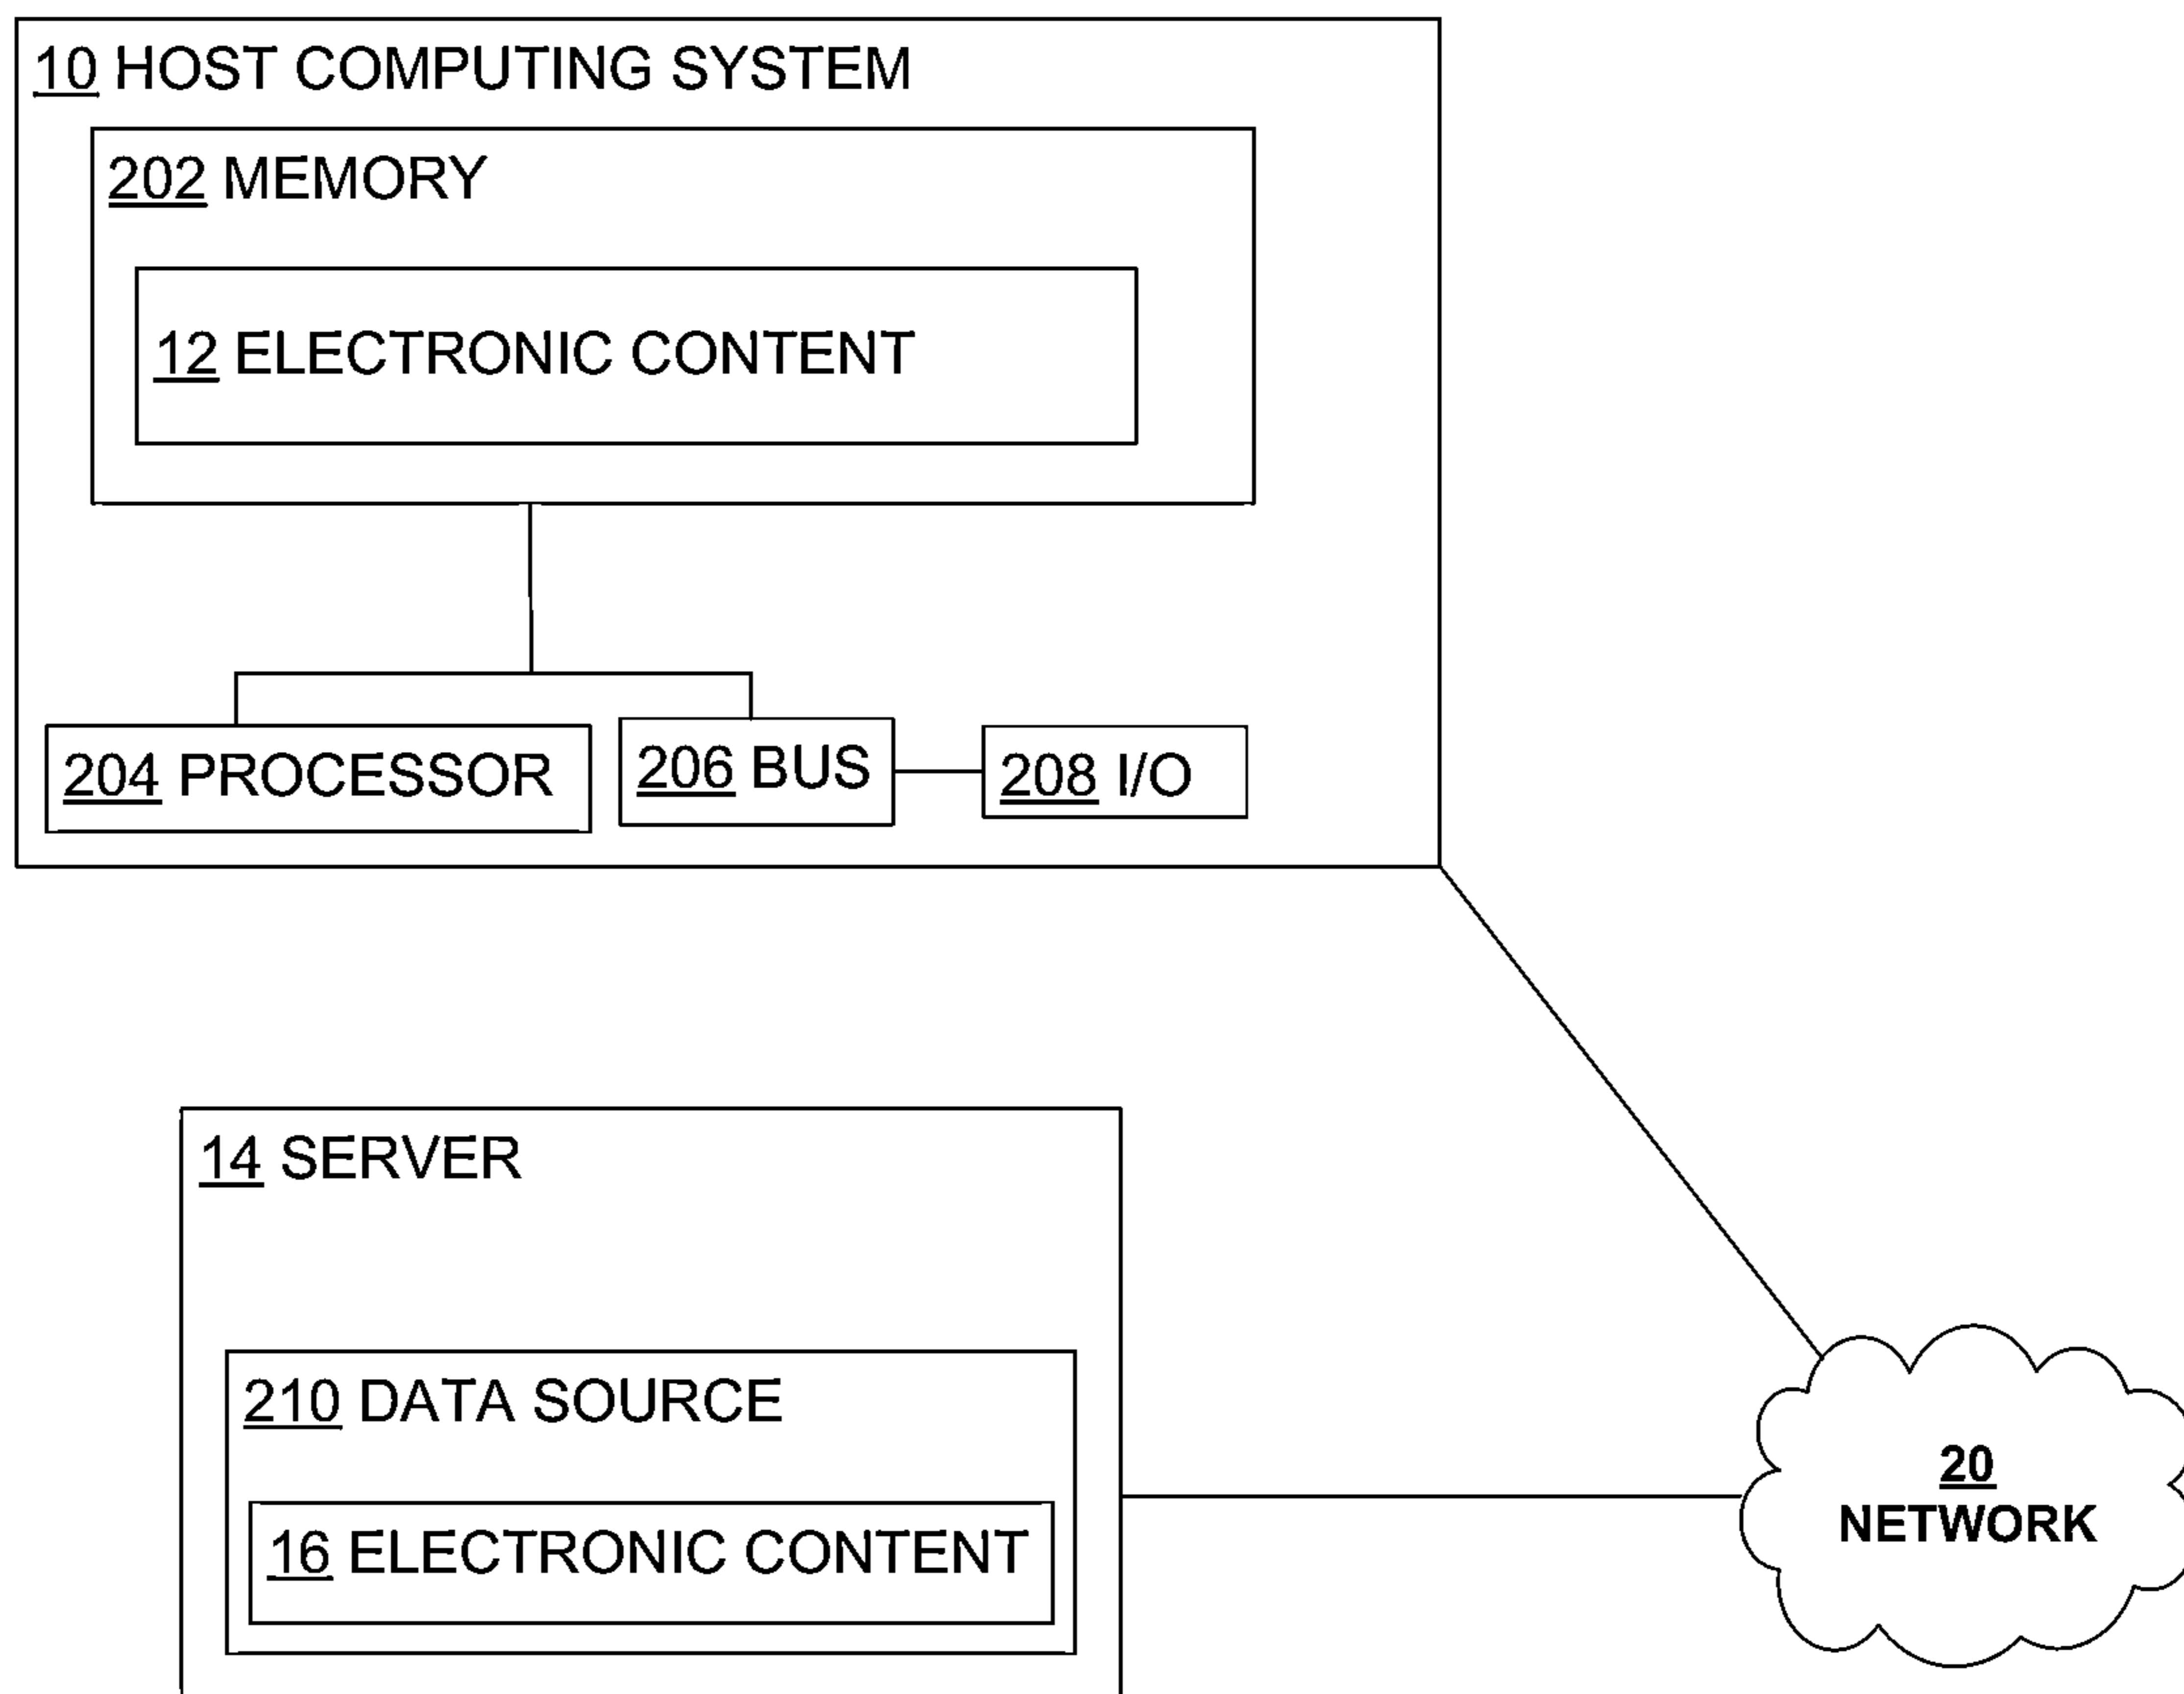 10 HOST COMPUTING SYSTEM
202 MEMORY
12 ELECTRONIC CONTENT
204 PROCESSOR
206 BUS
208 I/O
14 SERVER
210 DATA SOURCE
16 ELECTRONIC CONTENT
20
NETWORK